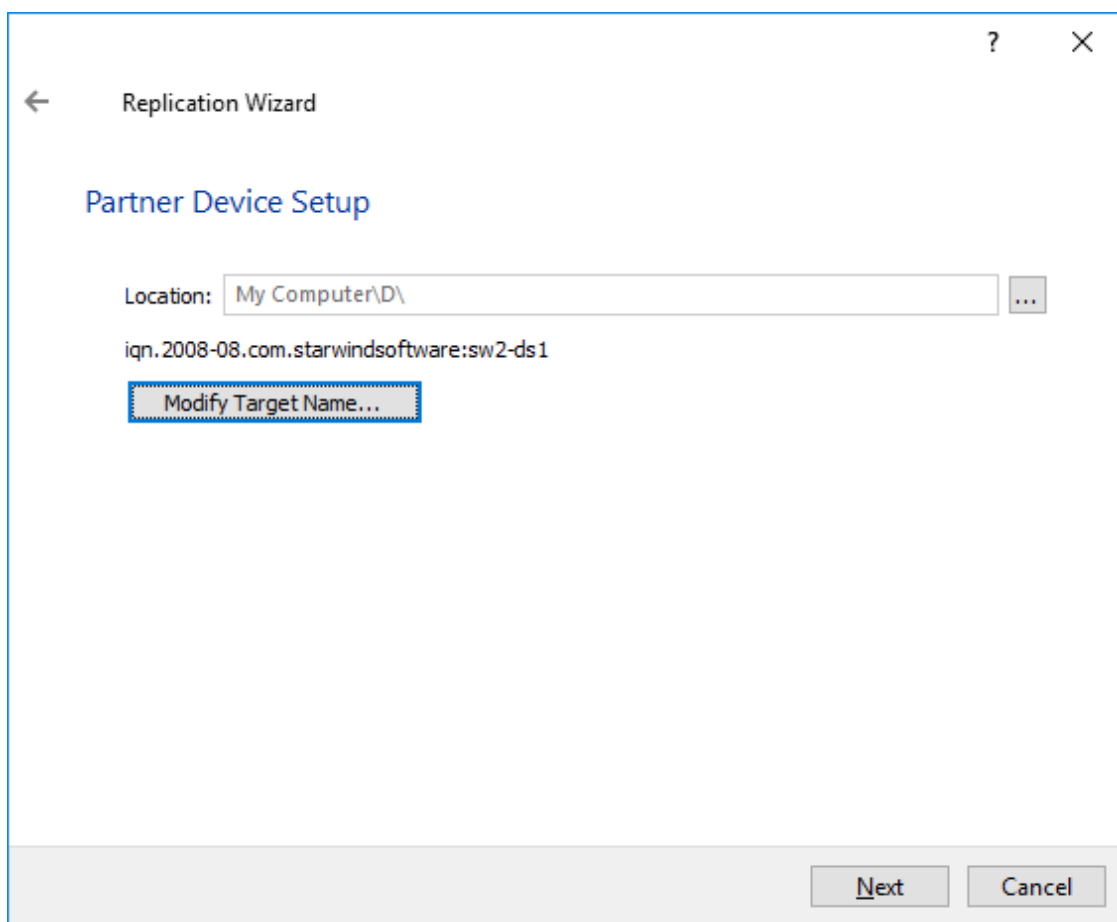 ?
Replication Wizard
Partner Device Setup
Location: My Computer\D\ ...
iqn.2008-08.com.starwindsoftware:sw2-ds1
Modify Target Name...
Next Cancel